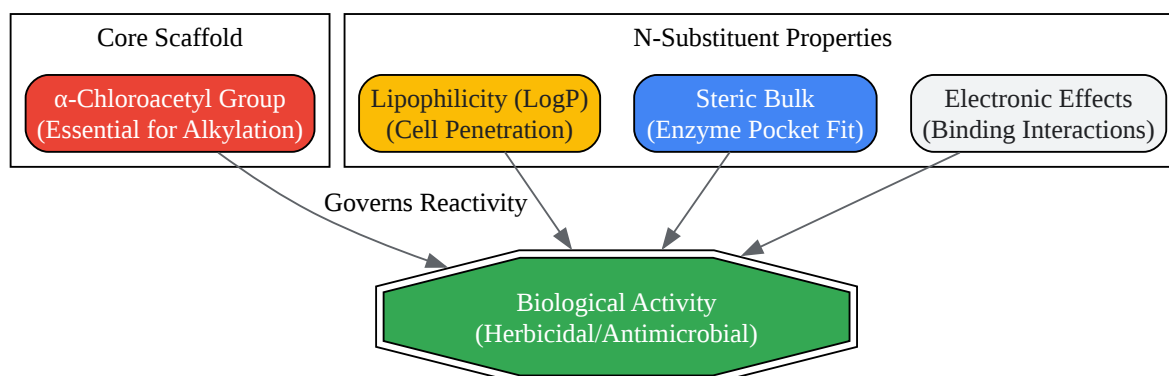 Core Scaffold
N-Substituent Properties
α-Chloroacetyl Group
(Essential for Alkylation)
Lipophilicity (LogP)
(Cell Penetration)
Steric Bulk
(Enzyme Pocket Fit)
Electronic Effects
(Binding Interactions)
Governs Reactivity
Biological Activity
(Herbicidal/Antimicrobial)